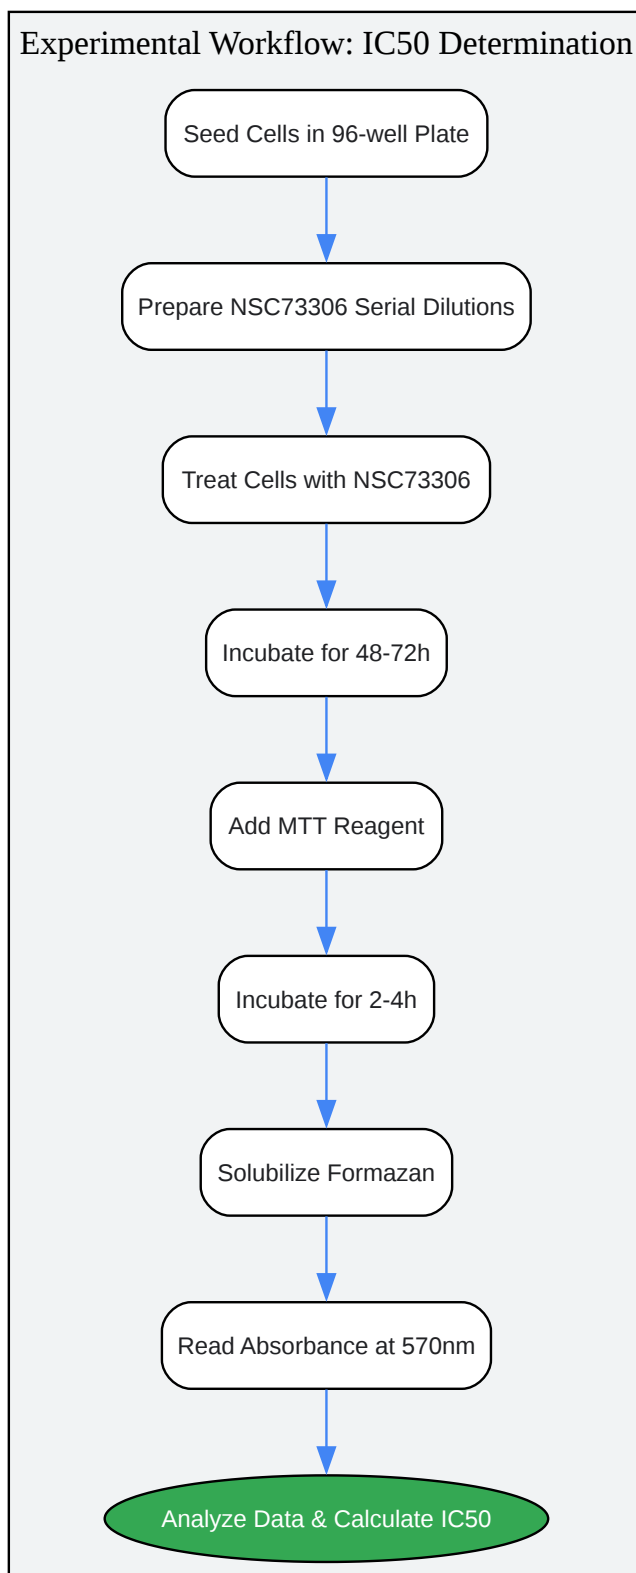 Experimental Workflow: IC50 Determination
Seed Cells in 96-well Plate
Prepare NSC73306 Serial Dilutions
Treat Cells with NSC73306
Incubate for 48-72h
Add MTT Reagent
Incubate for 2-4h
Solubilize Formazan
Read Absorbance at 570nm
Analyze Data & Calculate IC50